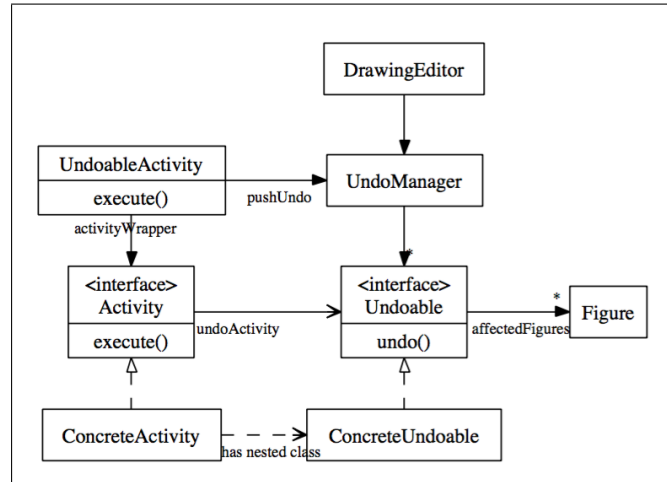 DrawingEditor
UndoableActivity
execute()
pushUndo
UndoManager
activityWrapper
*
<interface>
Activity
execute()
undoActivity
<interface>
Undoable
undo()
*
affectedFigures
Figure
ConcreteActivity
has nested class
ConcreteUndoable